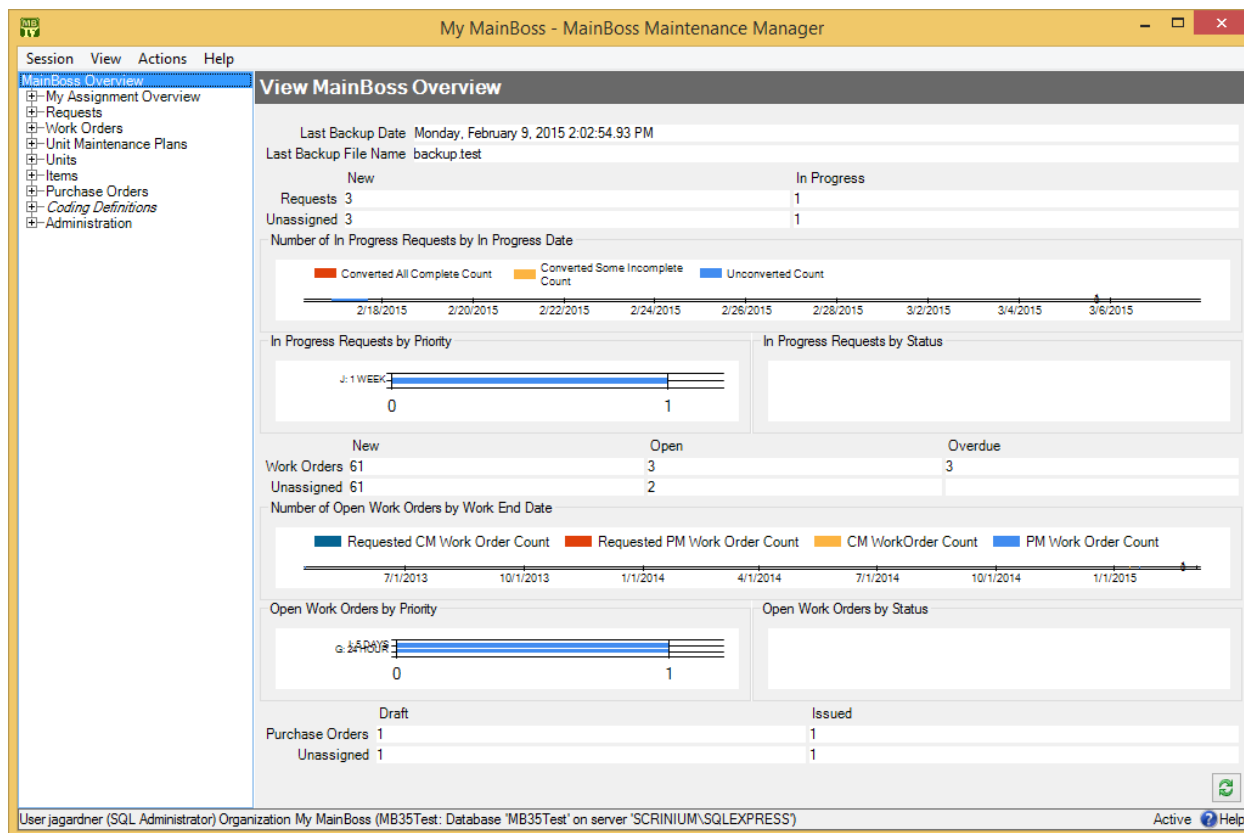 MB
My MainBoss - MainBoss Maintenance Manager
Session View Actions Help
MainBoss Overview
My Assignment Overview
Requests
Work Orders
Unit Maintenance Plans
Units
Items
Purchase Orders
Coding Definitions
Administration
View MainBoss Overview
Last Backup Date Monday, February 9, 2015 2:02:54.93 PM
Last Backup File Name backup.test
New In Progress
Requests 3 1
Unassigned 3 1
Number of In Progress Requests by In Progress Date
Converted All Complete Count Converted Some Incomplete Count Unconverted Count
2/18/2015 2/20/2015 2/22/2015 2/24/2015 2/26/2015 2/28/2015 3/2/2015 3/4/2015 3/6/2015
In Progress Requests by Priority In Progress Requests by Status
J: 1 WEEK
0 1
New Open Overdue
Work Orders 61 3 3
Unassigned 61 2
Number of Open Work Orders by Work End Date
Requested CM Work Order Count Requested PM Work Order Count CM WorkOrder Count PM Work Order Count
7/1/2013 10/1/2013 1/1/2014 4/1/2014 7/1/2014 10/1/2014 1/1/2015
Open Work Orders by Priority Open Work Orders by Status
5 DAYS
G: 24 HOUR
0 1
Draft Issued
Purchase Orders 1 1
Unassigned 1 1
User jagardner (SQL Administrator) Organization My MainBoss (MB35Test: Database 'MB35Test' on server 'SCRINIUM\SQLEXPRESS') Active Help